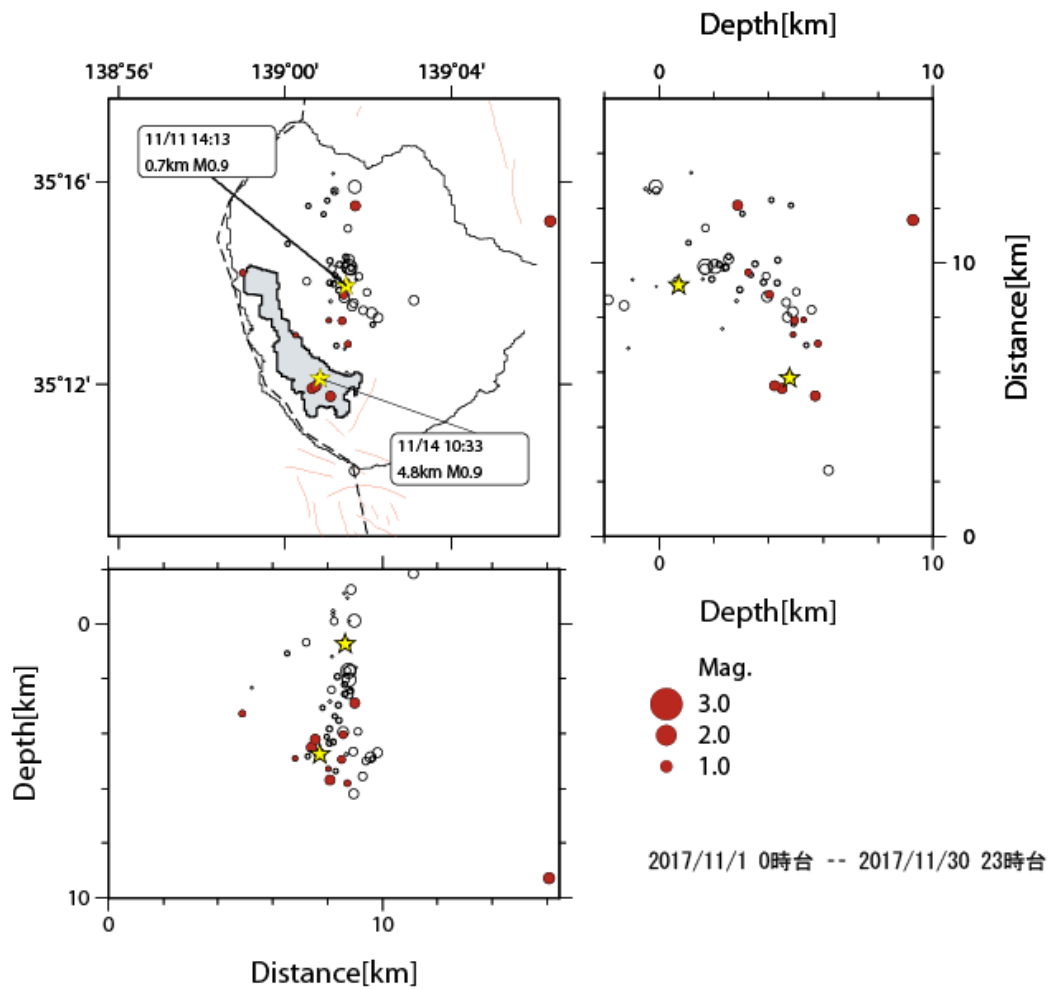 Depth[km]
138°56'
139°00'
139°04'
0
10
11/11 14:13
0.7km M0.9
35°16'
35°12'
11/14 10:33
4.8km M0.9
10
0
Distance[km]
0
10
Depth[km]
0
10
Depth[km]
0
10
Distance[km]
Mag.
3.0
2.0
1.0
2017/11/1 0時台 -- 2017/11/30 23時台